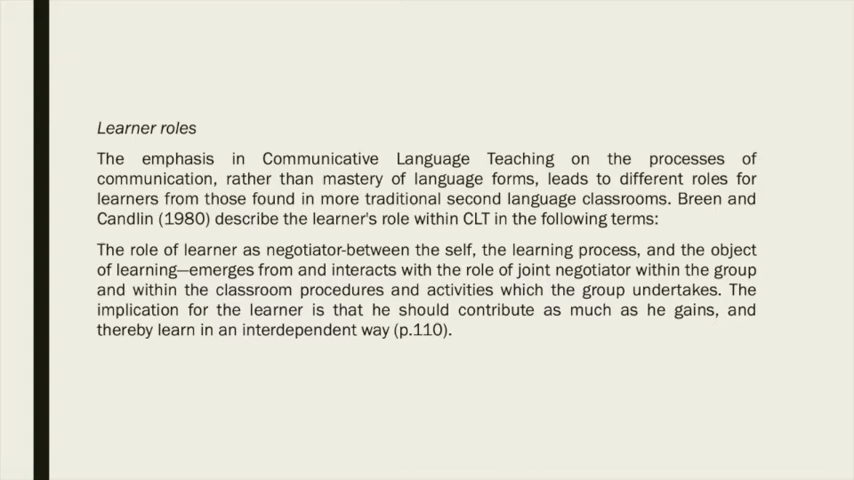 Learner roles
The emphasis in Communicative Language Teaching on the processes of
communication, rather than mastery of language forms, leads to different roles for
learners from those found in more traditional second language classrooms. Breen and
Candlin (1980) describe the learner's role within CLT in the following terms:
The role of learner as negotiator-between the self, the learning process, and the object
of learning—emerges from and interacts with the role of joint negotiator within the group
and within the classroom procedures and activities which the group undertakes. The
implication for the learner is that he should contribute as much as he gains, and
thereby learn in an interdependent way (p.110).